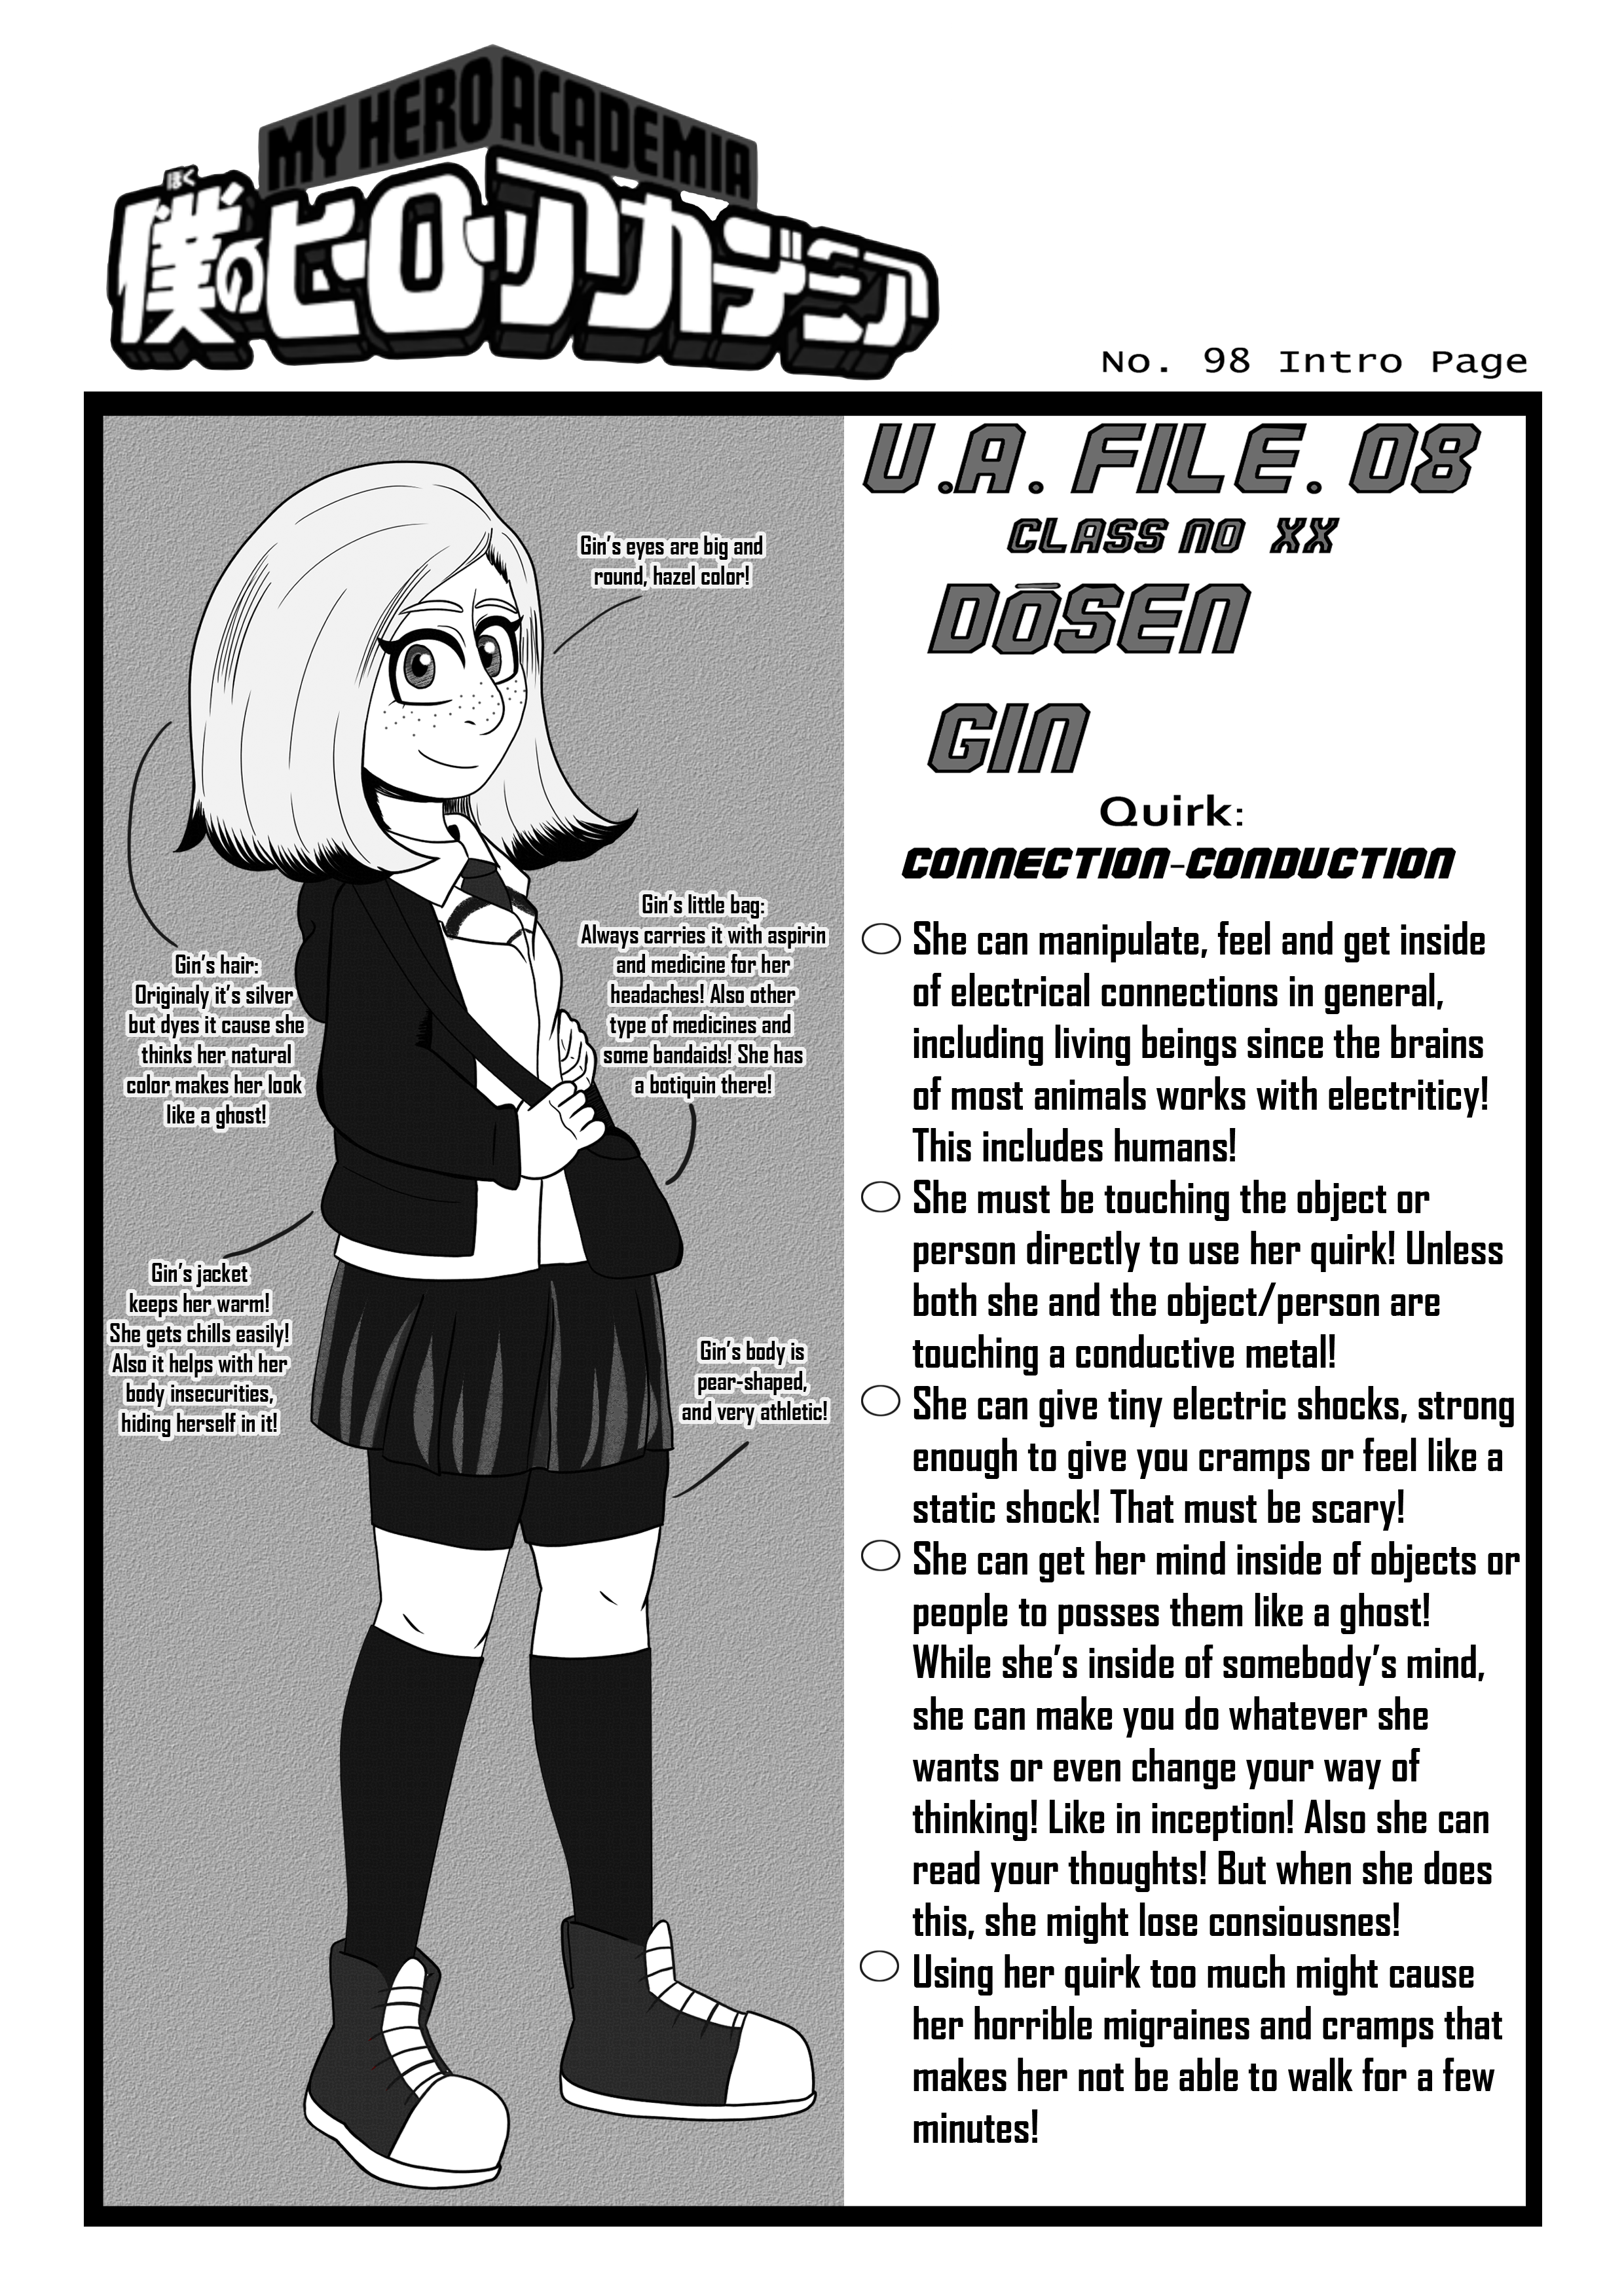 MY HERO ACADEMIA
ぼく
僕のヒーローアカデミア
No. 98 Intro Page
U.A. FILE. 08
CLASS NO XX
DŌSEN
GIN
Quirk:
CONNECTION-CONDUCTION
She can manipulate, feel and get inside
of electrical connections in general,
including living beings since the brains
of most animals works with electriticy!
This includes humans!
She must be touching the object or
person directly to use her quirk! Unless
both she and the object/person are
touching a conductive metal!
She can give tiny electric shocks, strong
enough to give you cramps or feel like a
static shock! That must be scary!
She can get her mind inside of objects or
people to posses them like a ghost!
While she's inside of somebody's mind,
she can make you do whatever she
wants or even change your way of
thinking! Like in inception! Also she can
read your thoughts! But when she does
this, she might lose consiousnes!
Using her quirk too much might cause
her horrible migraines and cramps that
makes her not be able to walk for a few
minutes!
Gin's eyes are big and
round, hazel color!
Gin's little bag:
Always carries it with aspirin
and medicine for her
headaches! Also other
type of medicines and
some bandaids! She has
a botiquin there!
Gin's hair:
Originaly it's silver
but dyes it cause she
thinks her natural
color makes her look
like a ghost!
Gin's jacket
keeps her warm!
She gets chills easily!
Also it helps with her
body insecurities,
hiding herself in it!
Gin's body is
pear-shaped,
and very athletic!